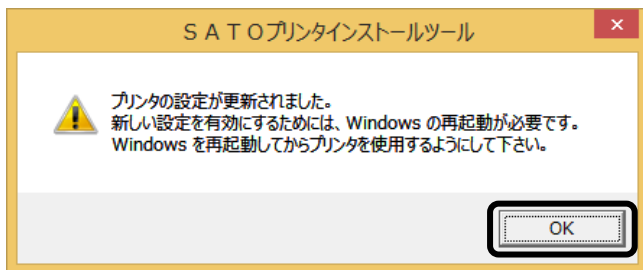 ＳＡＴＯプリンタインストールツール
プリンタの設定が更新されました。
新しい設定を有効にするためには、Windows の再起動が必要です。
Windows を再起動してからプリンタを使用するようにして下さい。
OK